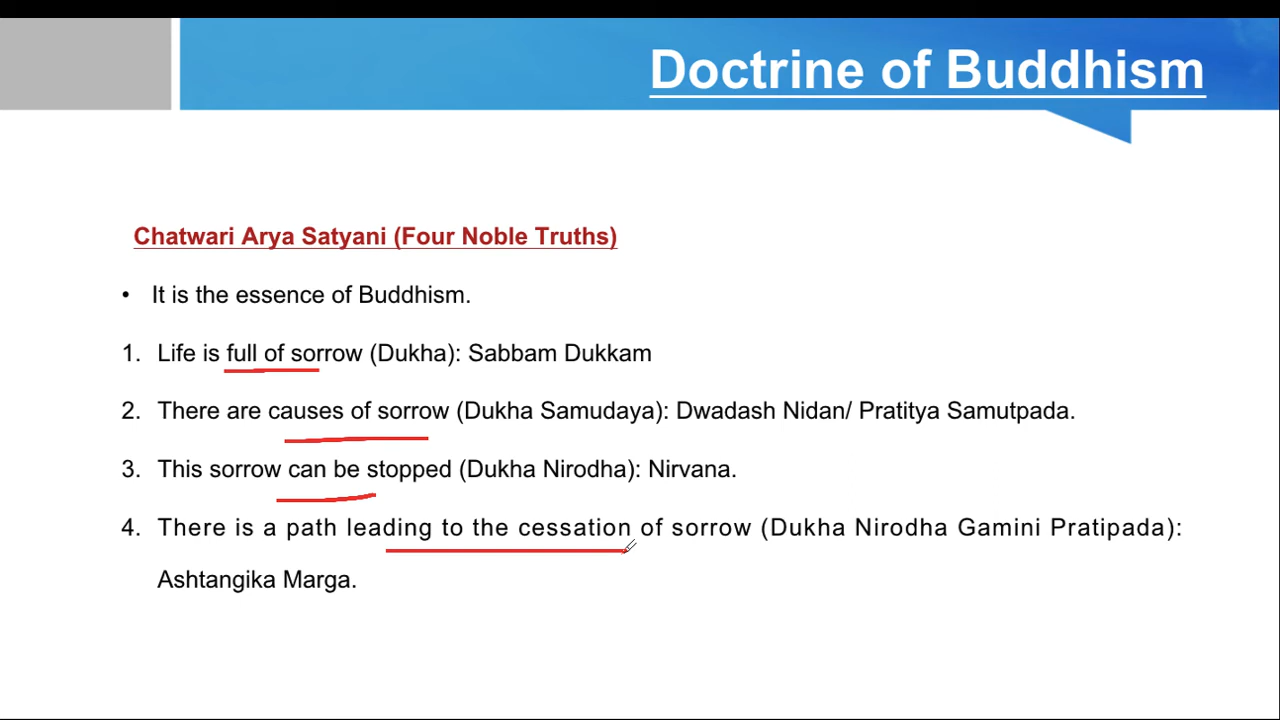 Doctrine of Buddhism
Chatwari Arya Satyani (Four Noble Truths)
• It is the essence of Buddhism.
1. Life is full of sorrow (Dukha): Sabbam Dukkam
2. There are causes of sorrow (Dukha Samudaya): Dwadash Nidan/ Pratitya Samutpada.
3. This sorrow can be stopped (Dukha Nirodha): Nirvana.
4. There is a path leading to the cessation of sorrow (Dukha Nirodha Gamini Pratipada):
Ashtangika Marga.